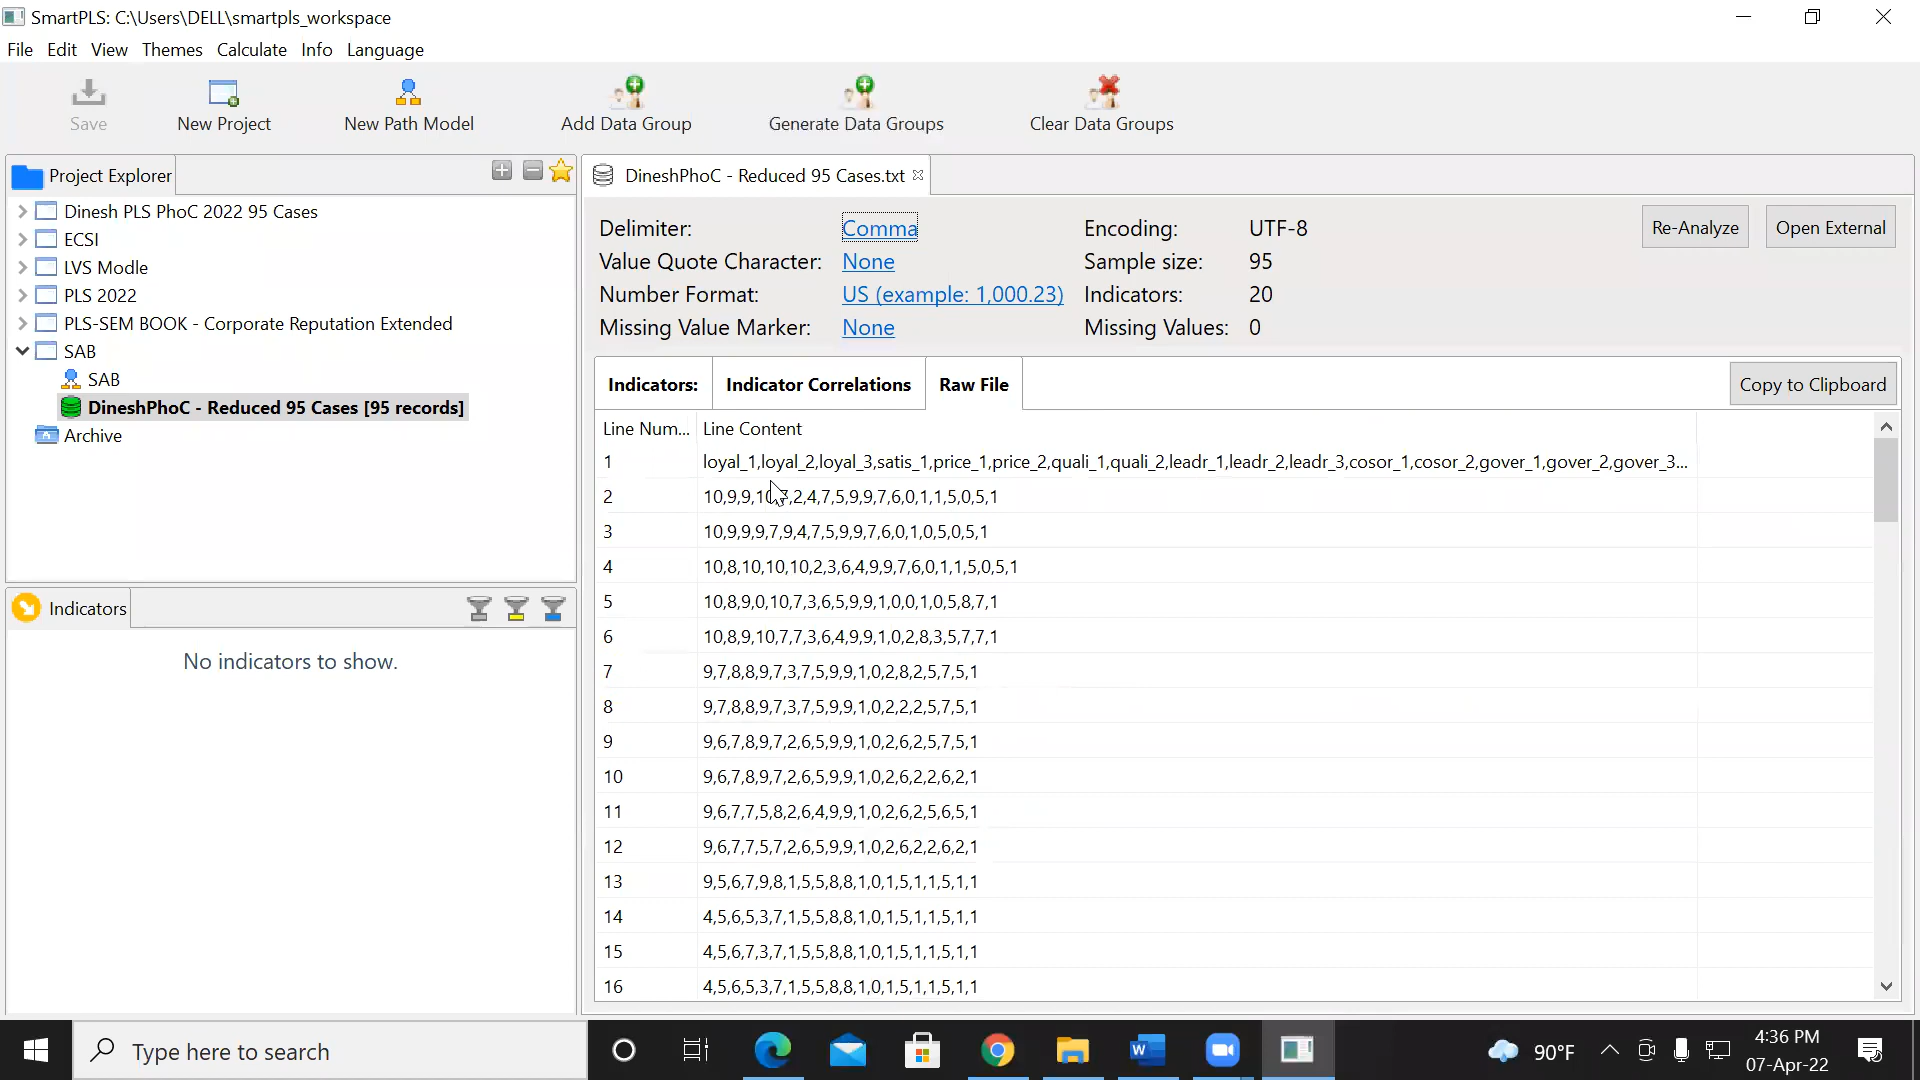 SmartPLS: C:\Users\DELL\smartpls_workspace
File Edit View Themes Calculate Info Language
Save New Project New Path Model Add Data Group Generate Data Groups Clear Data Groups
Project Explorer
Dinesh PLS PhoC 2022 95 Cases
ECSI
LVS Modle
PLS 2022
PLS-SEM BOOK - Corporate Reputation Extended
SAB
SAB
DineshPhoC - Reduced 95 Cases [95 records]
Archive
Indicators
No indicators to show.
DineshPhoC - Reduced 95 Cases.txt
Delimiter: Comma Encoding: UTF-8 Re-Analyze Open External
Value Quote Character: None Sample size: 95
Number Format: US (example: 1,000.23) Indicators: 20
Missing Value Marker: None Missing Values: 0
Indicators: Indicator Correlations Raw File Copy to Clipboard
Line Num... Line Content
1 loyal_1,loyal_2,loyal_3,satis_1,price_1,price_2,quali_1,quali_2,leadr_1,leadr_2,leadr_3,cosor_1,cosor_2,gover_1,gover_2,gover_3...
2 10,9,9,10,7,2,4,7,5,9,9,7,6,0,1,1,5,0,5,1
3 10,9,9,9,7,9,4,7,5,9,9,7,6,0,1,0,5,0,5,1
4 10,8,10,10,10,2,3,6,4,9,9,7,6,0,1,1,5,0,5,1
5 10,8,9,0,10,7,3,6,5,9,9,1,0,0,1,0,5,8,7,1
6 10,8,9,10,7,7,3,6,4,9,9,1,0,2,8,3,5,7,7,1
7 9,7,8,8,9,7,3,7,5,9,9,1,0,2,8,2,5,7,5,1
8 9,7,8,8,9,7,3,7,5,9,9,1,0,2,2,2,5,7,5,1
9 9,6,7,8,9,7,2,6,5,9,9,1,0,2,6,2,5,7,5,1
10 9,6,7,8,9,7,2,6,5,9,9,1,0,2,6,2,2,6,2,1
11 9,6,7,7,5,8,2,6,4,9,9,1,0,2,6,2,5,6,5,1
12 9,6,7,7,5,7,2,6,5,9,9,1,0,2,6,2,2,6,2,1
13 9,5,6,7,9,8,1,5,5,8,8,1,0,1,5,1,1,5,1,1
14 4,5,6,5,3,7,1,5,5,8,8,1,0,1,5,1,1,5,1,1
15 4,5,6,7,3,7,1,5,5,8,8,1,0,1,5,1,1,5,1,1
16 4,5,6,5,3,7,1,5,5,8,8,1,0,1,5,1,1,5,1,1
Type here to search
90°F
4:36 PM
07-Apr-22